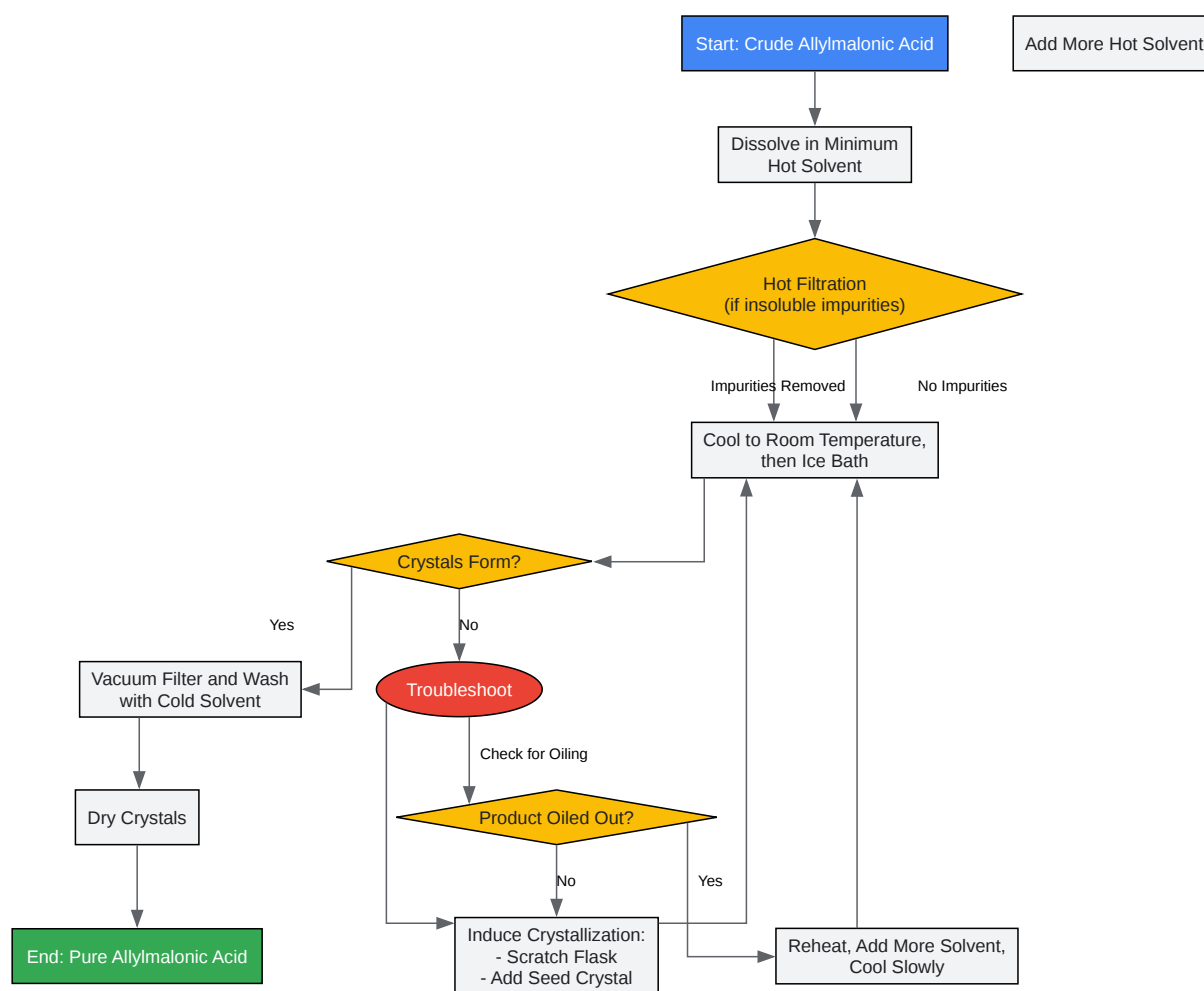 Start: Crude Allylmalonic Acid
Add More Hot Solvent
Dissolve in Minimum
Hot Solvent
Hot Filtration
(if insoluble impurities)
Impurities Removed
No Impurities
Cool to Room Temperature,
then Ice Bath
Crystals Form?
Yes
No
Vacuum Filter and Wash
with Cold Solvent
Troubleshoot
Check for Oiling
Dry Crystals
Product Oiled Out?
No
Yes
End: Pure Allylmalonic Acid
Induce Crystallization:
- Scratch Flask
- Add Seed Crystal
Reheat, Add More Solvent,
Cool Slowly